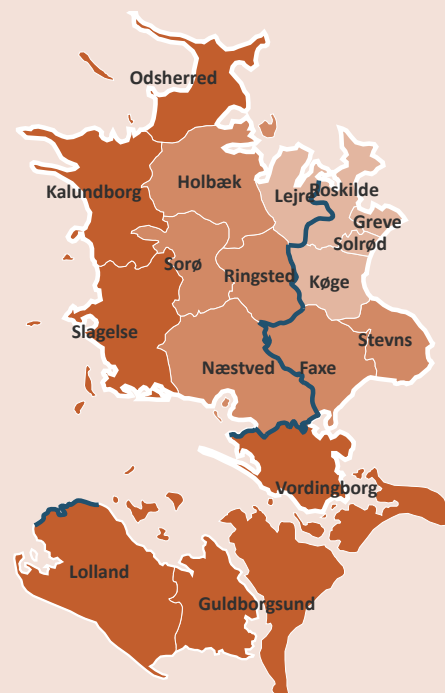 Odsherred
Holbæk
Kalundborg
Lejre
Roskilde
Greve
Solrød
Sorø
Ringsted
Køge
Slagelse
Stevns
Næstved
Faxe
Vordingborg
Lolland
Guldborgsund